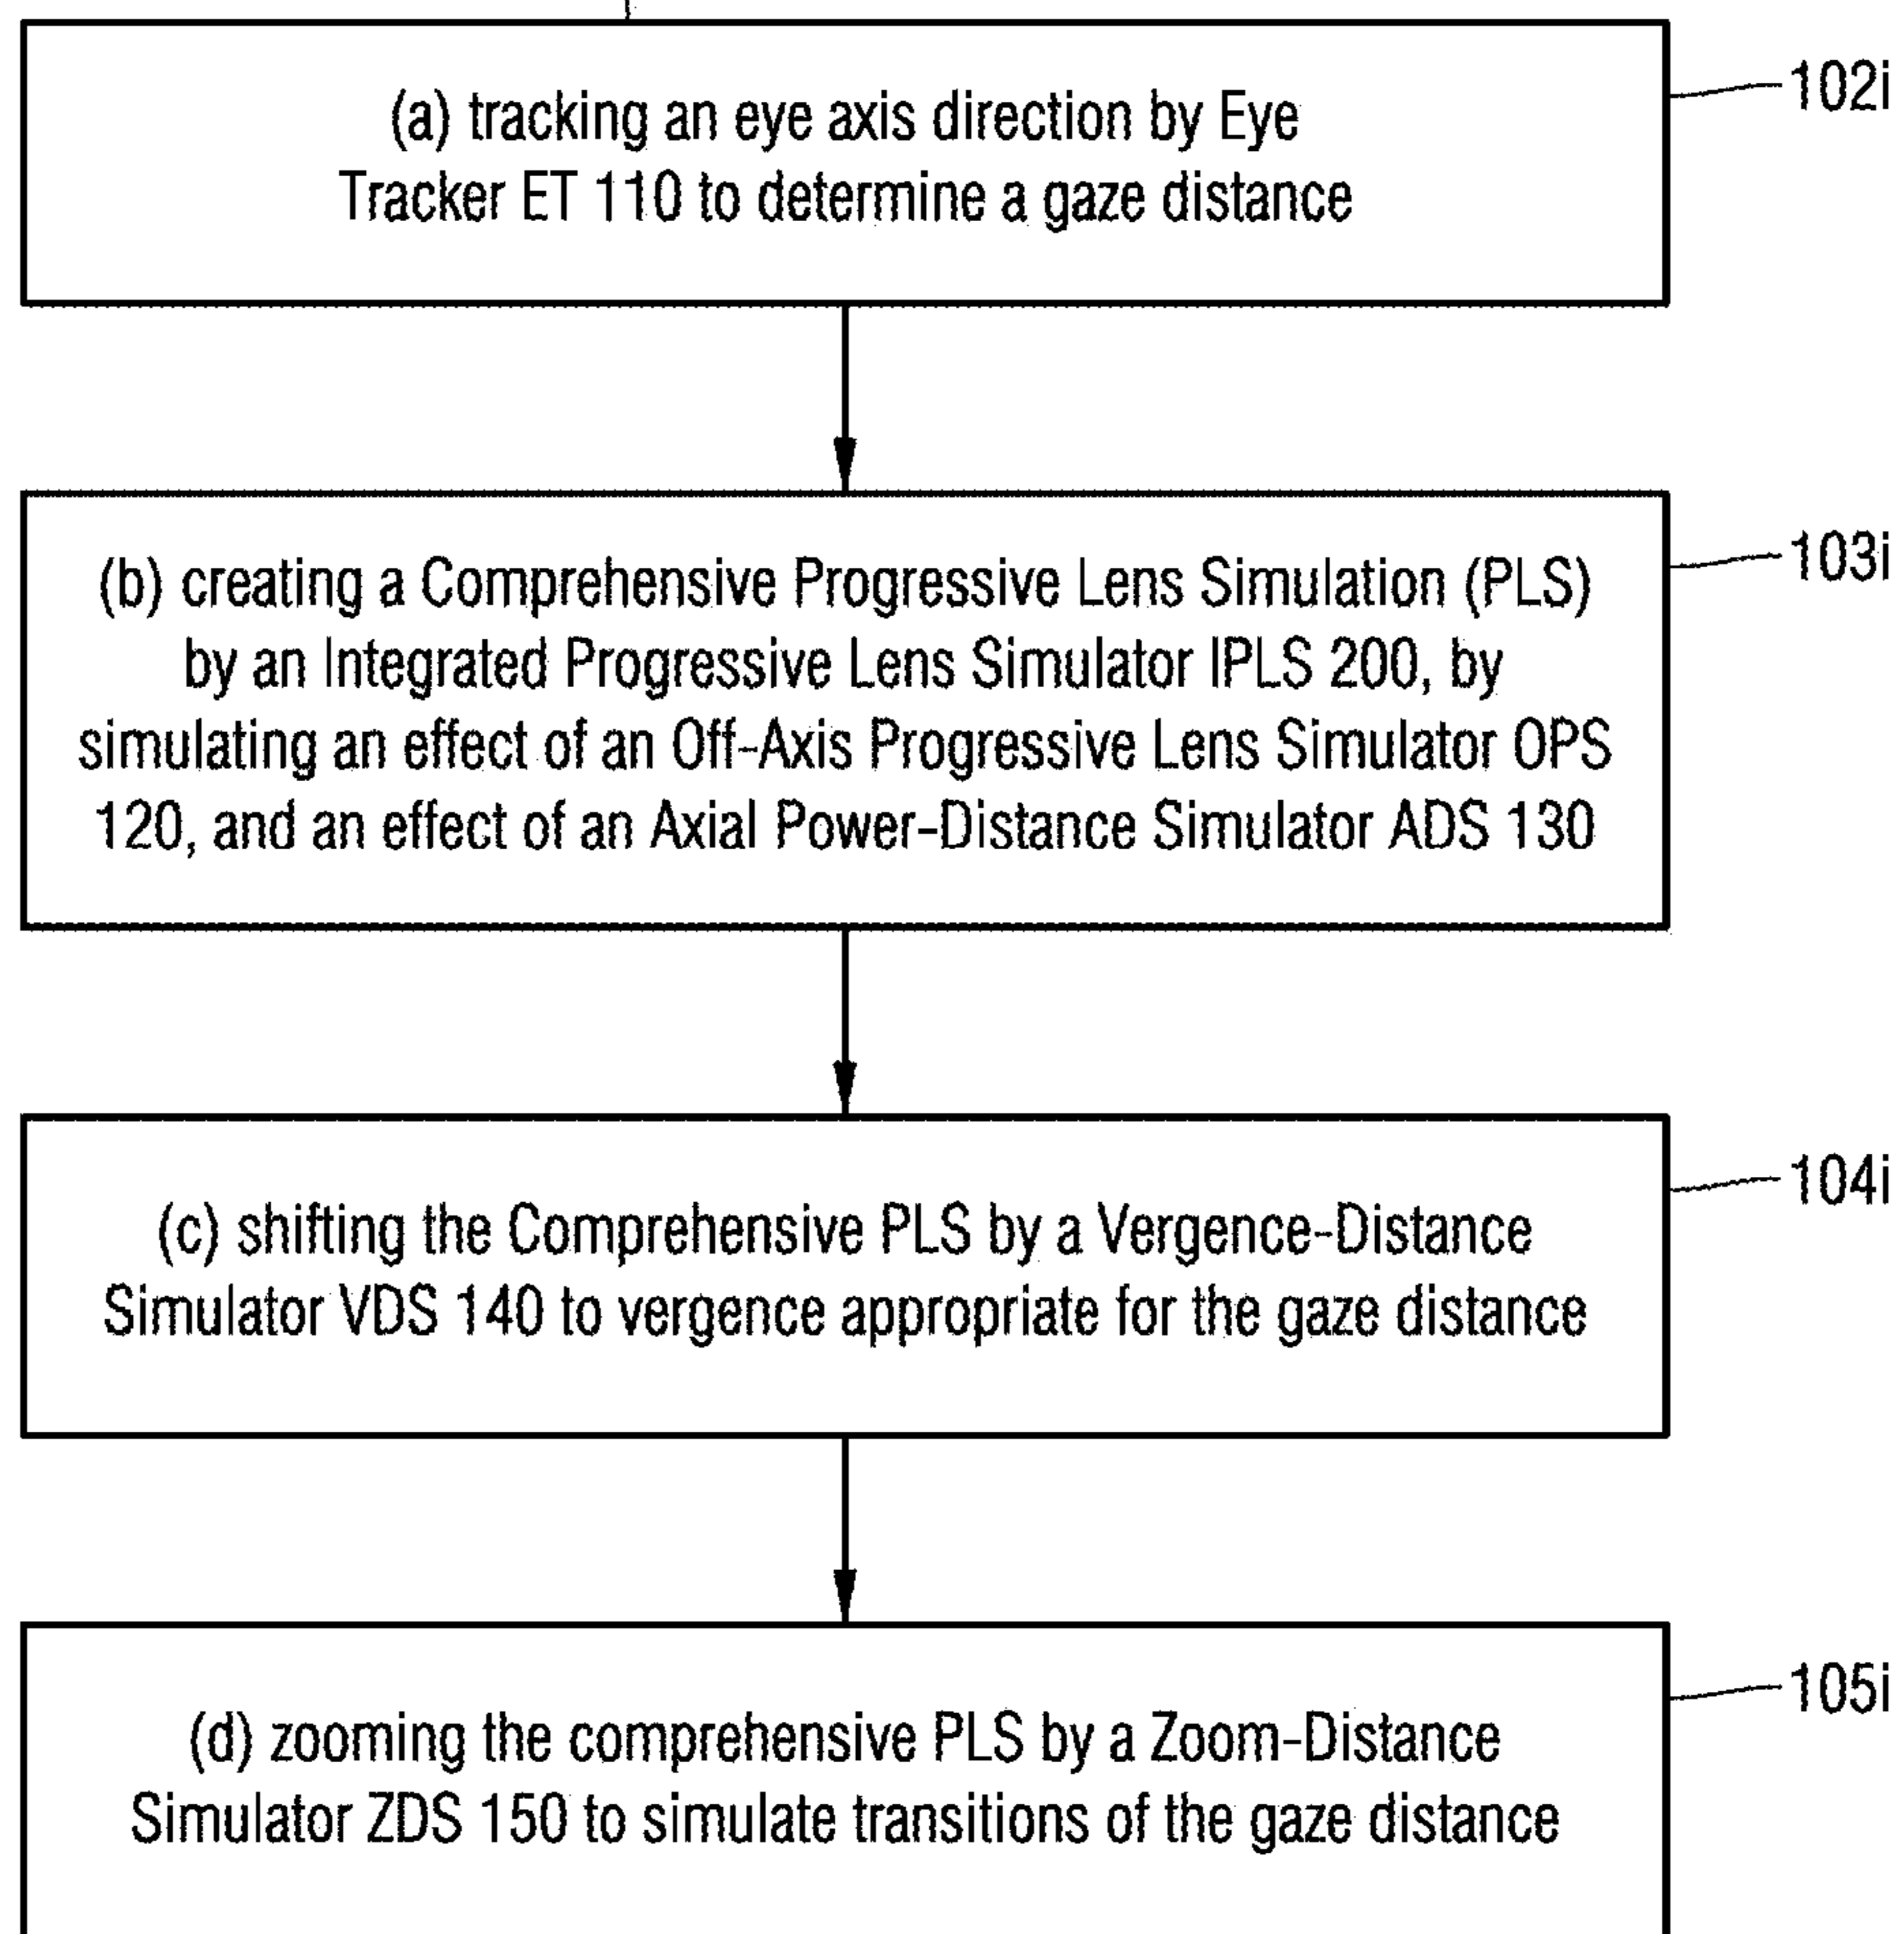 (a) tracking an eye axis direction by Eye
Tracker ET 110 to determine a gaze distance
102i
(b) creating a Comprehensive Progressive Lens Simulation (PLS)
by an Integrated Progressive Lens Simulator IPLS 200, by
simulating an effect of an Off-Axis Progressive Lens Simulator OPS
120, and an effect of an Axial Power-Distance Simulator ADS 130
103i
(c) shifting the Comprehensive PLS by a Vergence-Distance
Simulator VDS 140 to vergence appropriate for the gaze distance
104i
(d) zooming the comprehensive PLS by a Zoom-Distance
Simulator ZDS 150 to simulate transitions of the gaze distance
105i